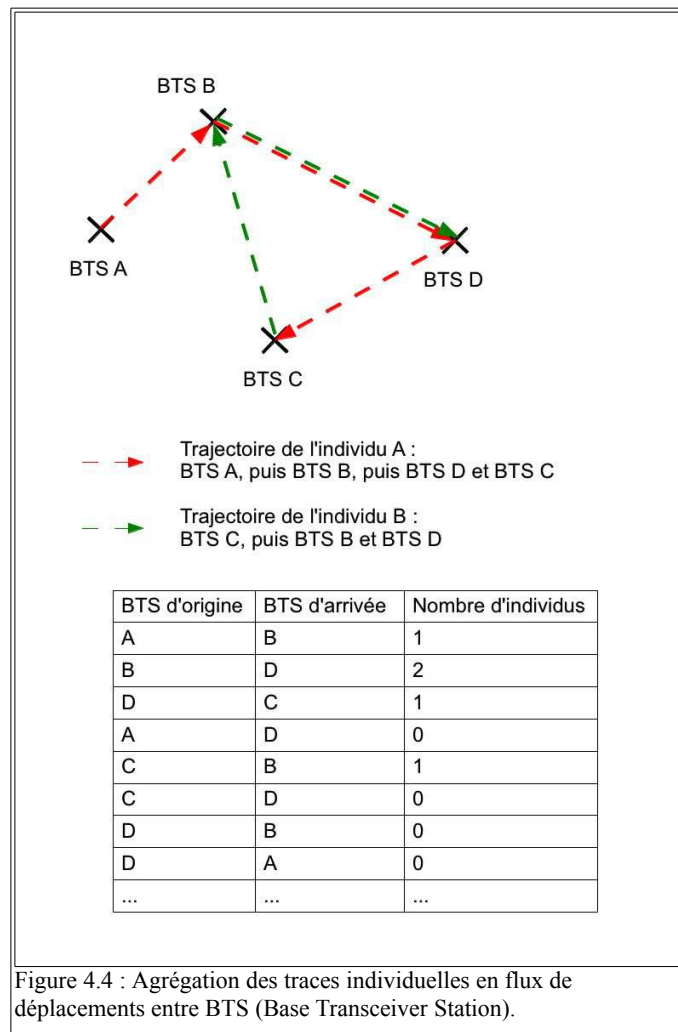 BTS B
BTS A
BTS D
BTS C
Trajectoire de l'individu A :
BTS A, puis BTS B, puis BTS D et BTS C
Trajectoire de l'individu B :
BTS C, puis BTS B et BTS D
BTS d'origine BTS d'arrivée Nombre d'individus
A B 1
B D 2
D C 1
A D 0
C B 1
C D 0
D B 0
D A 0
... ... ...
Figure 4.4 : Agrégation des traces individuelles en flux de
déplacements entre BTS (Base Transceiver Station).